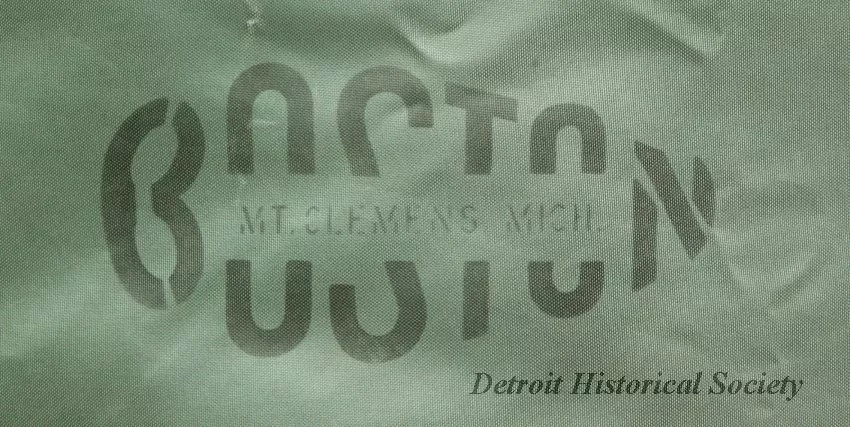 BOSTON
MT. CLEMENS MICH.
Detroit Historical Society